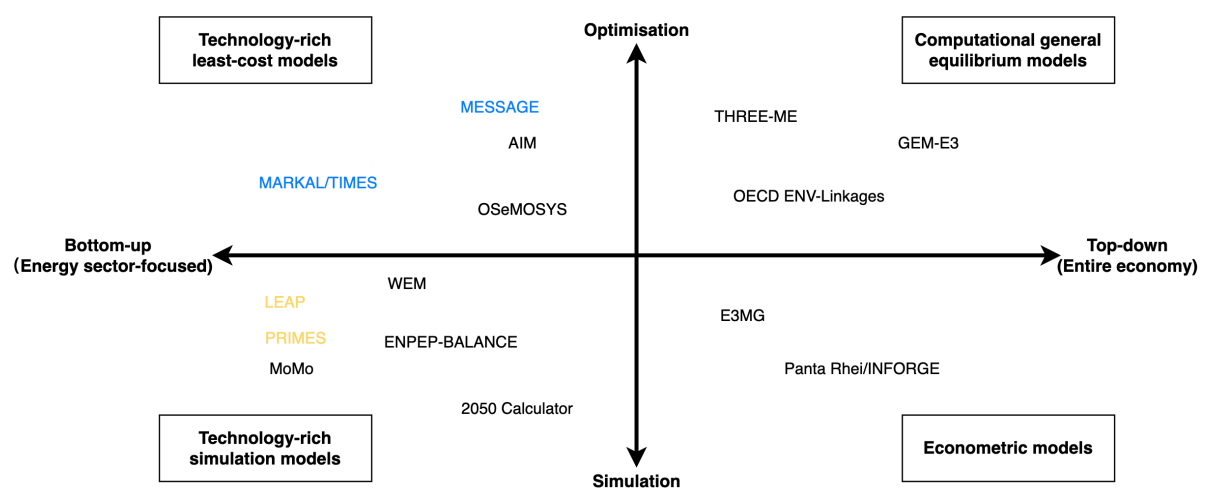 Technology-rich
least-cost models
Optimisation
Computational general
equilibrium models
MESSAGE
THREE-ME
AIM
GEM-E3
MARKAL/TIMES
OECD ENV-Linkages
OSeMOSYS
Bottom-up
(Energy sector-focused)
Top-down
(Entire economy)
WEM
LEAP
E3MG
PRIMES
ENPEP-BALANCE
MoMo
Panta Rhei/INFORGE
2050 Calculator
Technology-rich
simulation models
Econometric models
Simulation